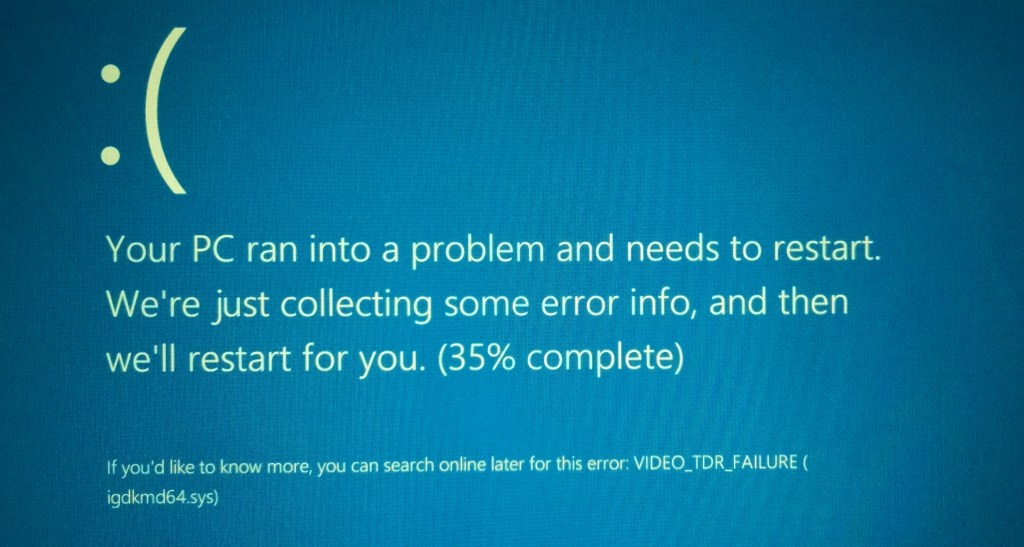 :(
Your PC ran into a problem and needs to restart.
We're just collecting some error info, and then
we'll restart for you. (35% complete)
If you'd like to know more, you can search online later for this error: VIDEO_TDR_FAILURE (
igdkmd64.sys)